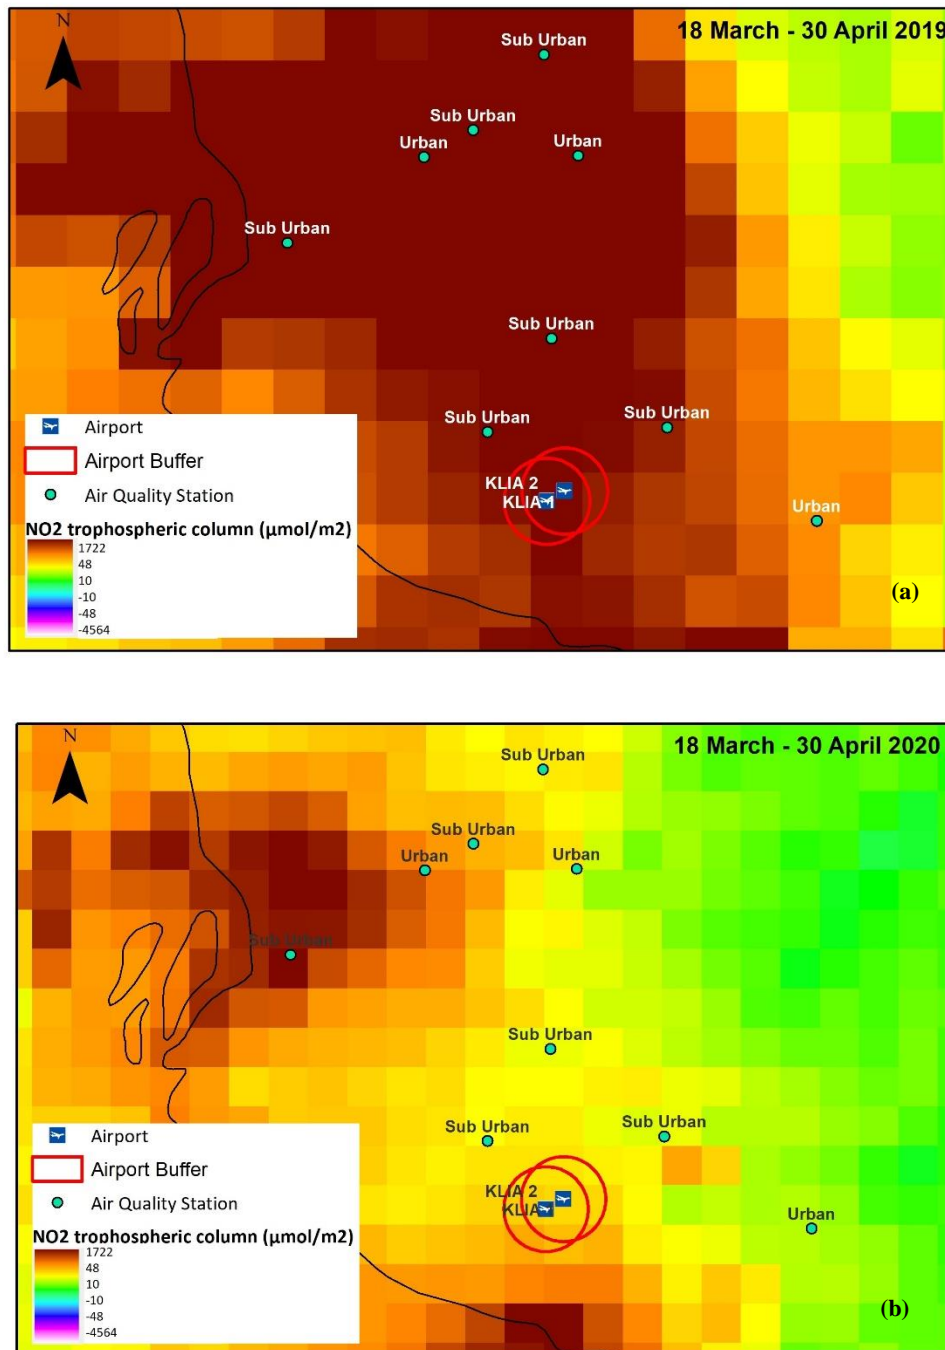 N
18 March - 30 April 2019
Sub Urban
Sub Urban
Urban
Urban
Sub Urban
Sub Urban
Sub Urban
Sub Urban
KLIA 2
KLIA
Urban
Airport
Airport Buffer
Air Quality Station
NO2 trophospheric column (µmol/m2)
1722
48
10
-10
-48
-4564
(a)
N
18 March - 30 April 2020
Sub Urban
Sub Urban
Urban
Urban
Sub Urban
Sub Urban
Sub Urban
Sub Urban
KLIA 2
KLIA
Urban
Airport
Airport Buffer
Air Quality Station
NO2 trophospheric column (µmol/m2)
1722
48
10
-10
-48
-4564
(b)